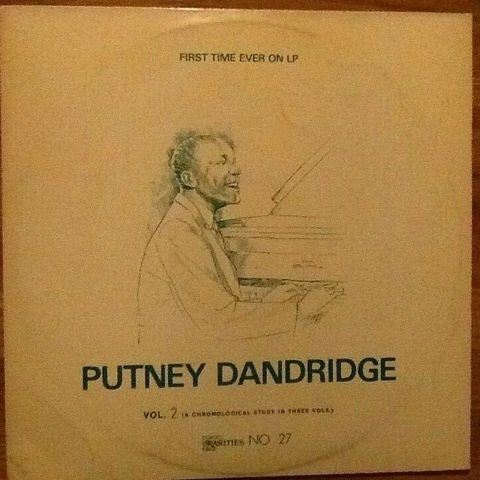 FIRST TIME EVER ON LP
PUTNEY DANDRIDGE
VOL. 2 (A CHRONOLOGICAL STUDY IN THREE VOLS.)
RARITIES NO 27